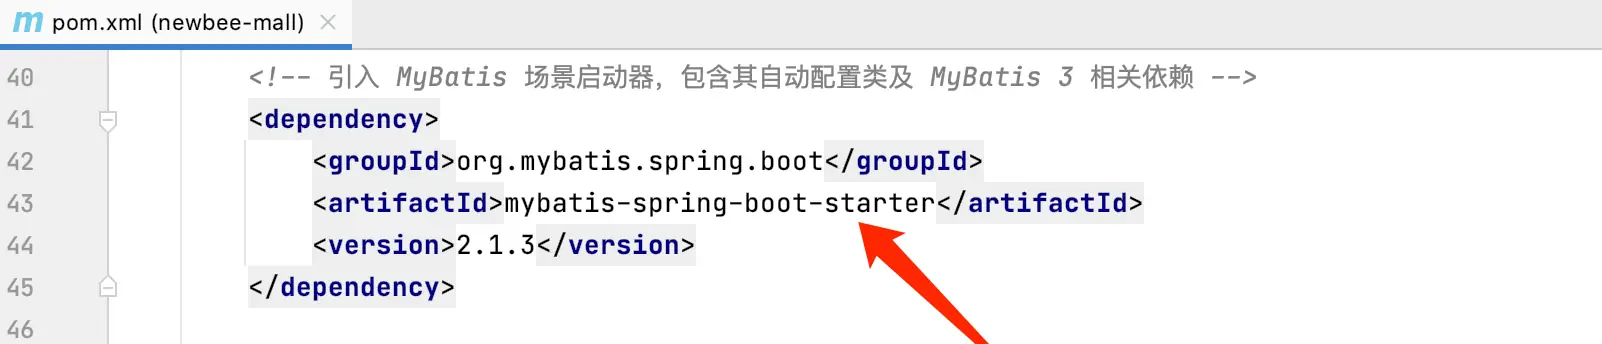 pom.xml (newbee-mall)
40 <!-- 引入 MyBatis 场景启动器，包含其自动配置类及 MyBatis 3 相关依赖 -->
41 <dependency>
42 <groupId>org.mybatis.spring.boot</groupId>
43 <artifactId>mybatis-spring-boot-starter</artifactId>
44 <version>2.1.3</version>
45 </dependency>
46